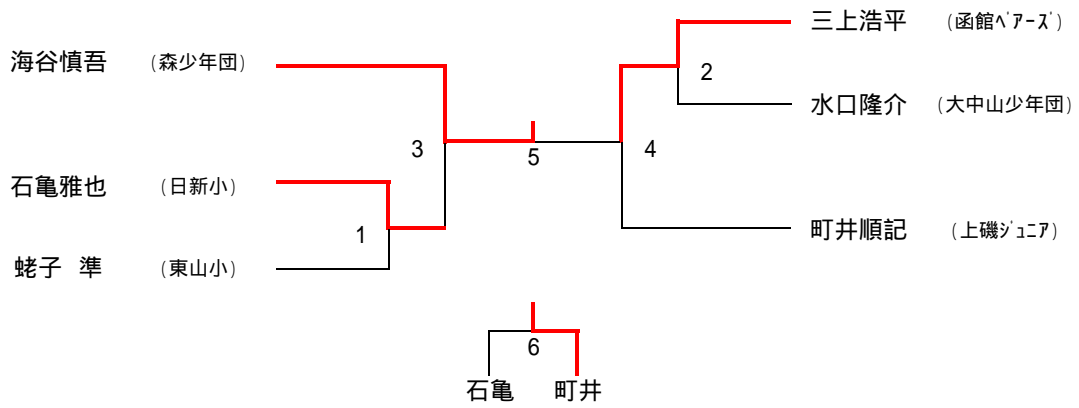 三上浩平 (函館ﾍﾞｱｰｽﾞ)
海谷慎吾 (森少年団)
2
水口隆介 (大中山少年団)
3
5
4
石亀雅也 (日新小)
町井順記 (上磯ｼﾞｭﾆｱ)
1
蛯子 準 (東山小)
6
石亀 町井